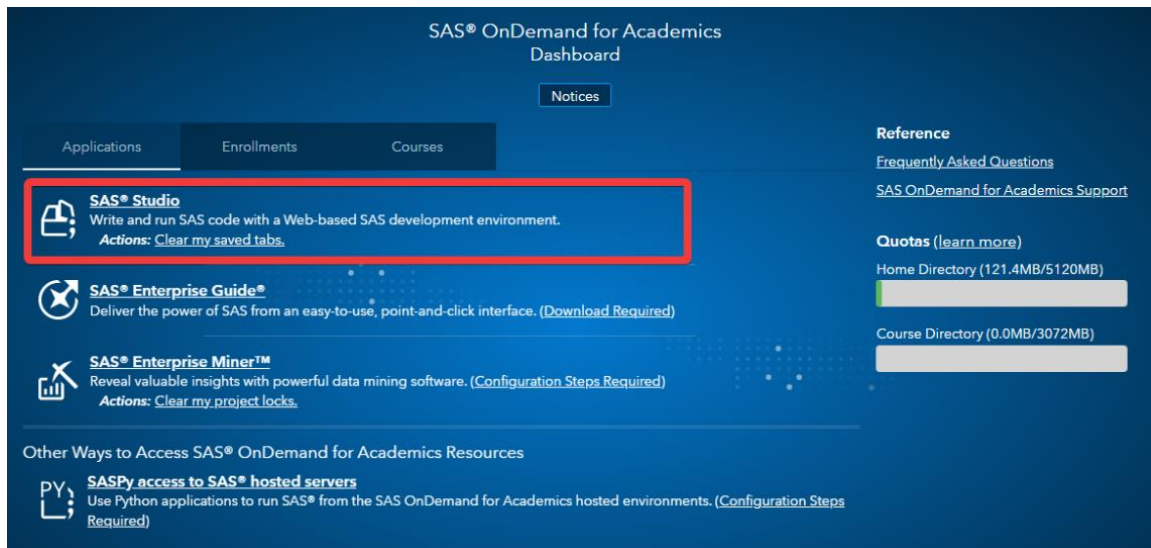 SAS® OnDemand for Academics
Dashboard
Notices
Applications
Enrollments
Courses
SAS® Studio
Write and run SAS code with a Web-based SAS development environment.
Actions: Clear my saved tabs.
SAS® Enterprise Guide®
Deliver the power of SAS from an easy-to-use, point-and-click interface. (Download Required)
SAS® Enterprise Miner™
Reveal valuable insights with powerful data mining software. (Configuration Steps Required)
Actions: Clear my project locks.
Other Ways to Access SAS® OnDemand for Academics Resources
PY
;
SASPy access to SAS® hosted servers
Use Python applications to run SAS® from the SAS OnDemand for Academics hosted environments. (Configuration Steps
Required)
Reference
Frequently Asked Questions
SAS OnDemand for Academics Support
Quotas (learn more)
Home Directory (121.4MB/5120MB)
Course Directory (0.0MB/3072MB)